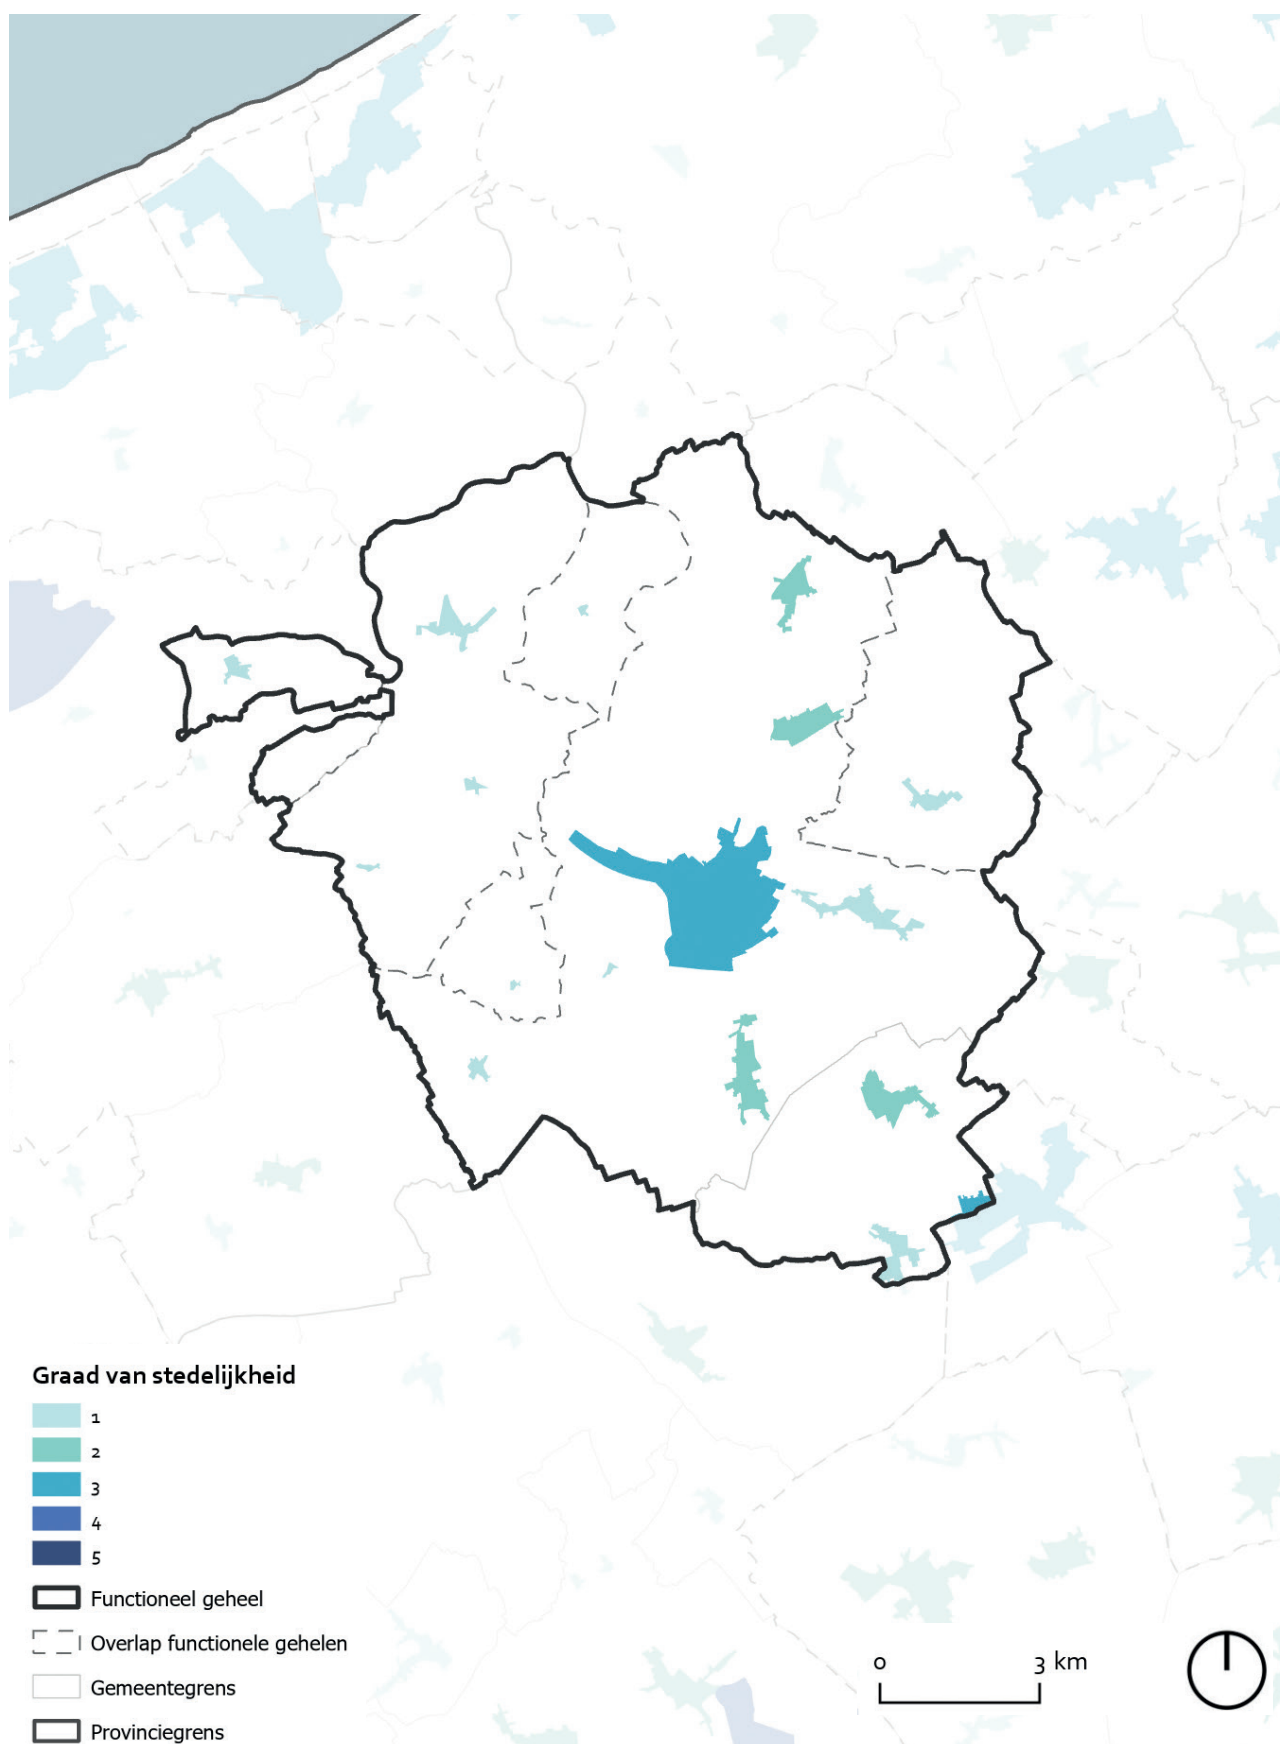 Graad van stedelijkheid
1
2
3
4
5
Functioneel geheel
Overlap functionele gehelen
Gemeentegrens
Provinciegrens
0 3 km